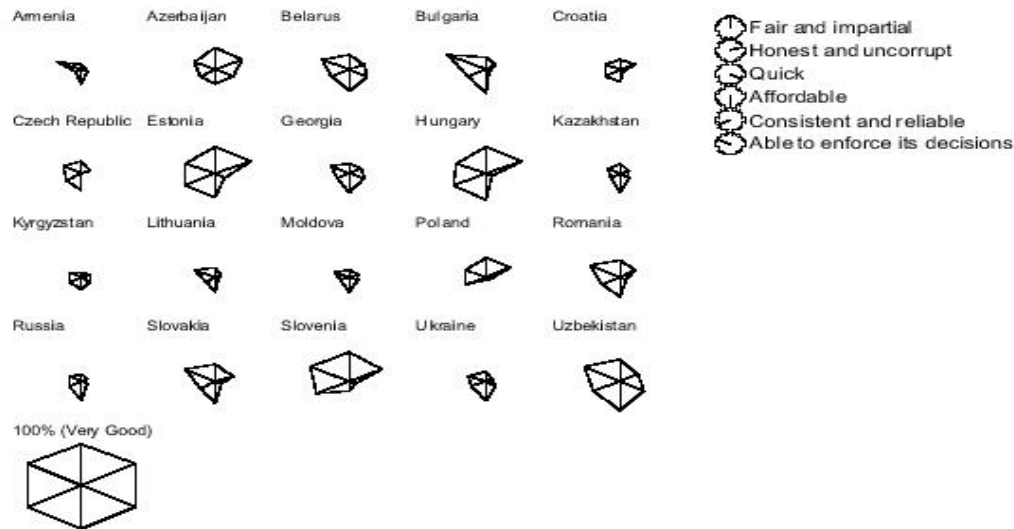 Armenia Azerbaijan Belarus Bulgaria Croatia
Fair and impartial
Honest and uncorrupt
Quick
Affordable
Consistent and reliable
Able to enforce its decisions
Czech Republic Estonia Georgia Hungary Kazakhstan
Kyrgyzstan Lithuania Moldova Poland Romania
Russia Slovakia Slovenia Ukraine Uzbekistan
100% (Very Good)